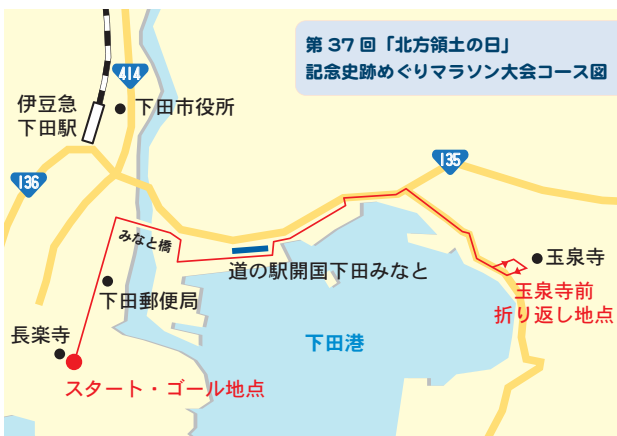 第37回「北方領土の日」
記念史跡めぐりマラソン大会コース図
414
伊豆急
下田駅
下田市役所
135
136
みなと橋
玉泉寺
道の駅開国下田みなと
玉泉寺前
折り返し地点
下田郵便局
長楽寺
下田港
スタート・ゴール地点